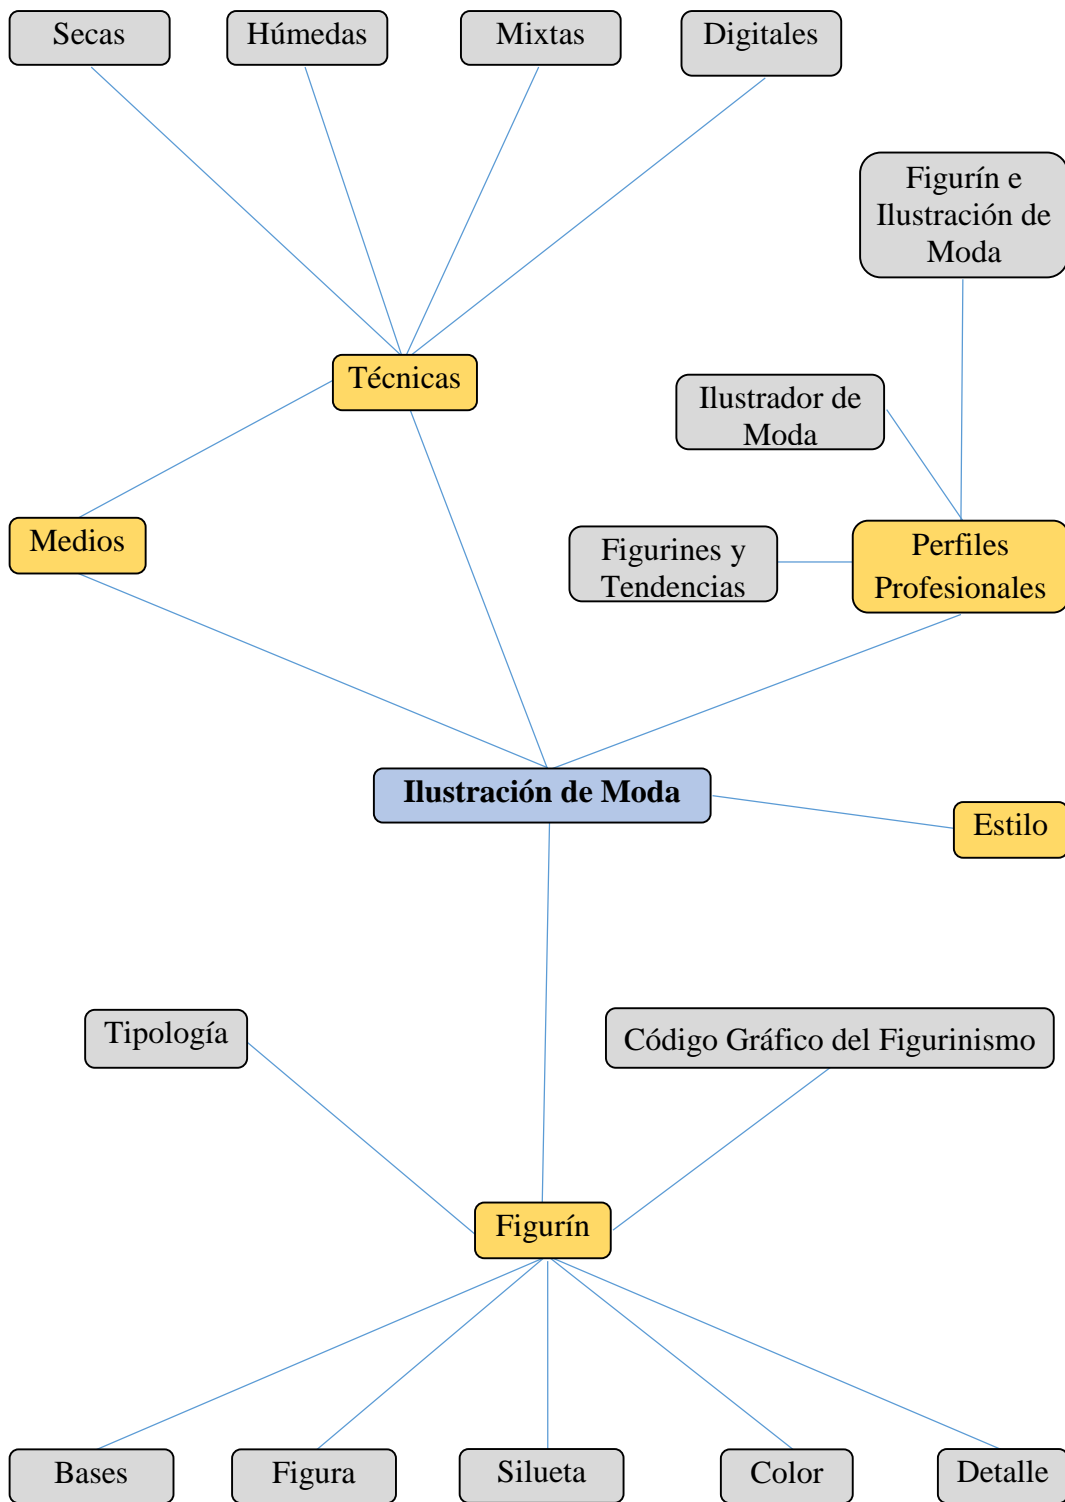 Secas
Húmedas
Mixtas
Digitales
Figurín e
Ilustración de
Moda
Técnicas
Ilustrador de
Moda
Medios
Figurines y
Tendencias
Perfiles
Profesionales
Ilustración de Moda
Estilo
Tipología
Código Gráfico del Figurinismo
Figurín
Bases
Figura
Silueta
Color
Detalle